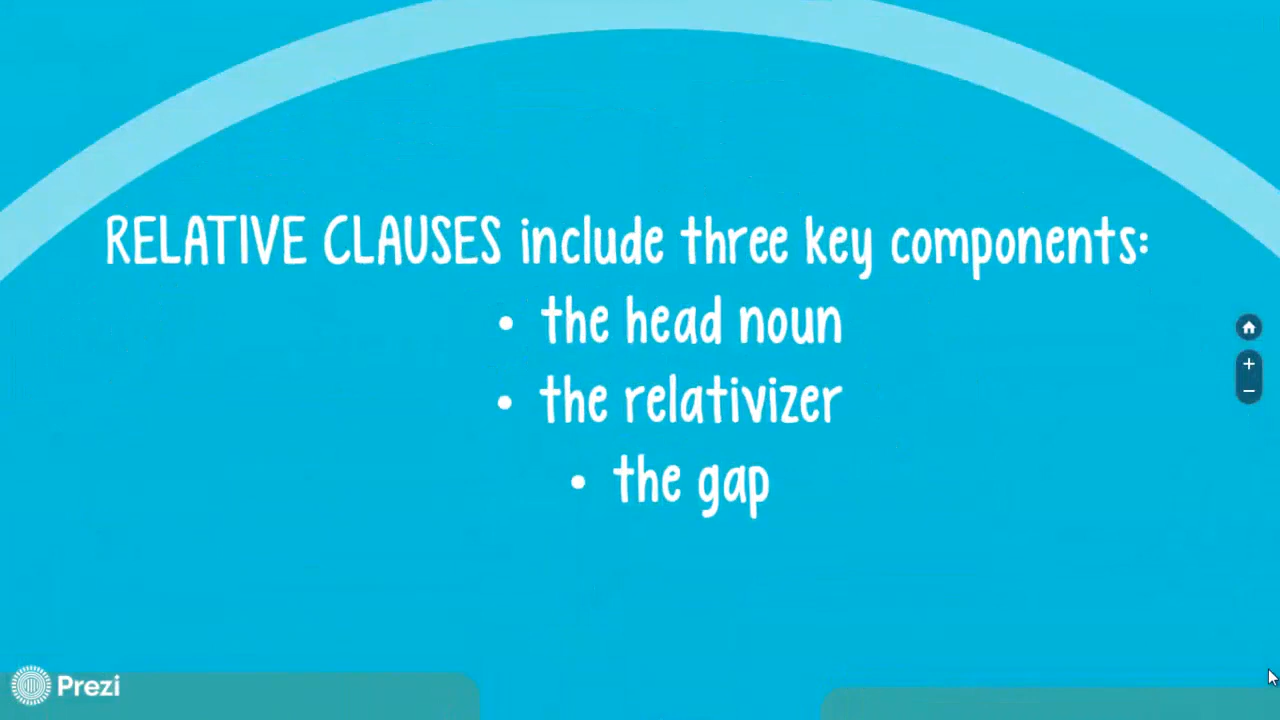 RELATIVE CLAUSES include three key components:
• the head noun
• the relativizer
• the gap
Prezi